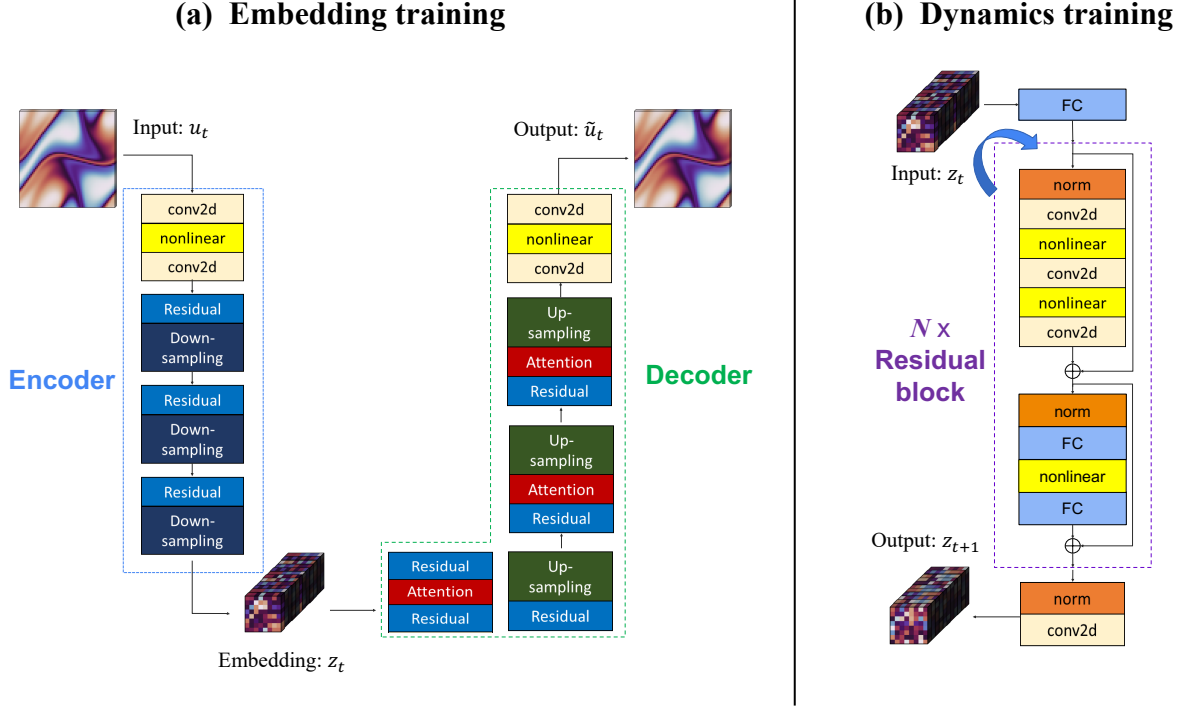 (a) Embedding training
Input: u_t
conv2d
nonlinear
conv2d
Residual
Down-
sampling
Residual
Down-
sampling
Residual
Down-
sampling
Encoder
Embedding: z_t
Residual
Attention
Residual
Output: ũ_t
conv2d
nonlinear
conv2d
Up-
sampling
Attention
Residual
Up-
sampling
Attention
Residual
Up-
sampling
Residual
Decoder
(b) Dynamics training
FC
Input: z_t
norm
conv2d
nonlinear
conv2d
nonlinear
conv2d
N x
Residual
block
norm
FC
nonlinear
FC
Output: z_{t+1}
norm
conv2d